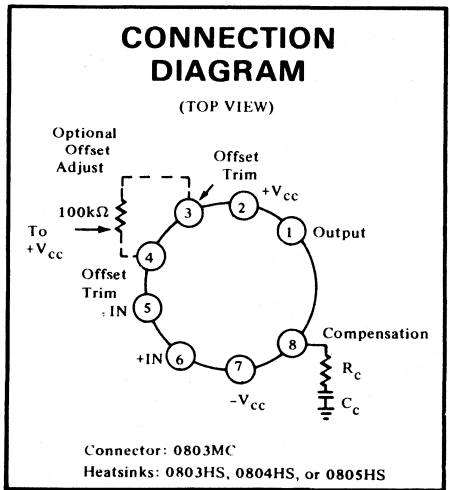 CONNECTION
DIAGRAM
(TOP VIEW)
Optional
Offset
Adjust
Offset
Trim
+Vcc
100kΩ
3
2
1
Output
To
+Vcc
4
Offset
Trim
-IN
5
8
Compensation
+IN
6
7
Rc
-Vcc
Cc
Connector: 0803MC
Heatsinks: 0803HS, 0804HS, or 0805HS